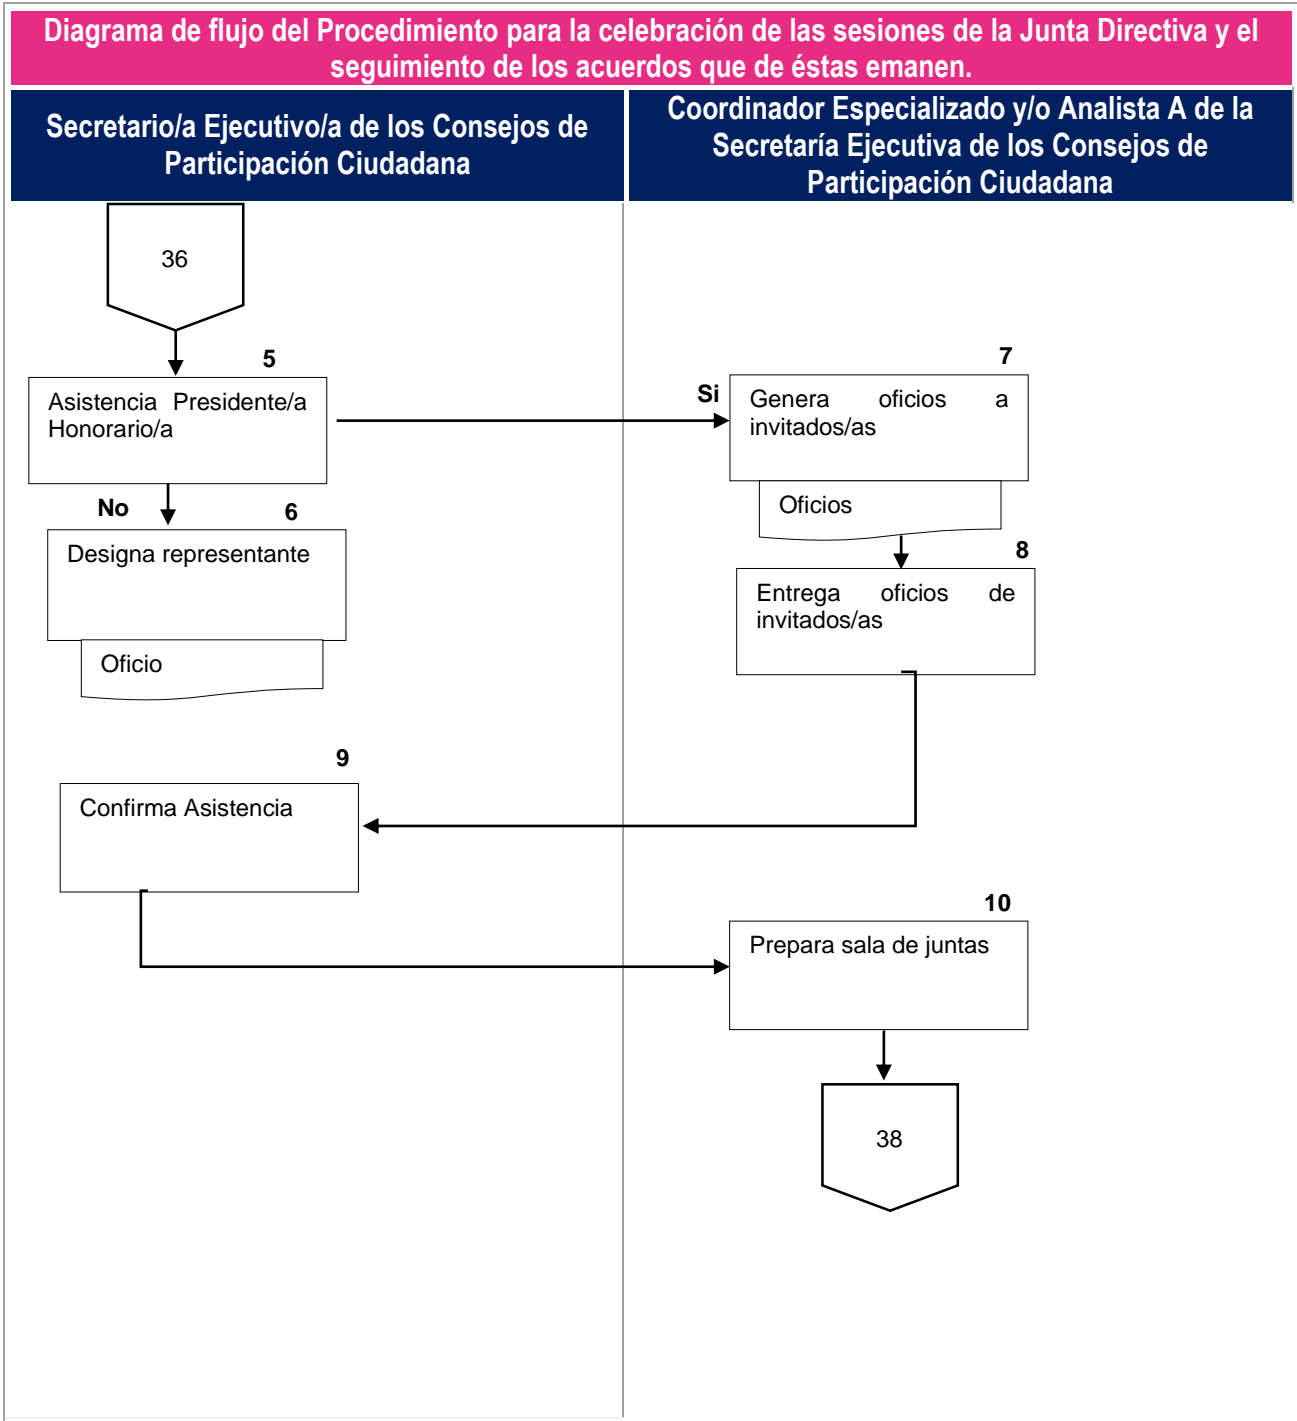 Diagrama de flujo del Procedimiento para la celebración de las sesiones de la Junta Directiva y el
seguimiento de los acuerdos que de éstas emanen.
Secretario/a Ejecutivo/a de los Consejos de
Participación Ciudadana
Coordinador Especializado y/o Analista A de la
Secretaría Ejecutiva de los Consejos de
Participación Ciudadana
36
5
Asistencia Presidente/a
Honorario/a
Si
7
Genera oficios a
invitados/as
Oficios
No
6
Designa representante
Oficio
8
Entrega oficios de
invitados/as
9
Confirma Asistencia
10
Prepara sala de juntas
38